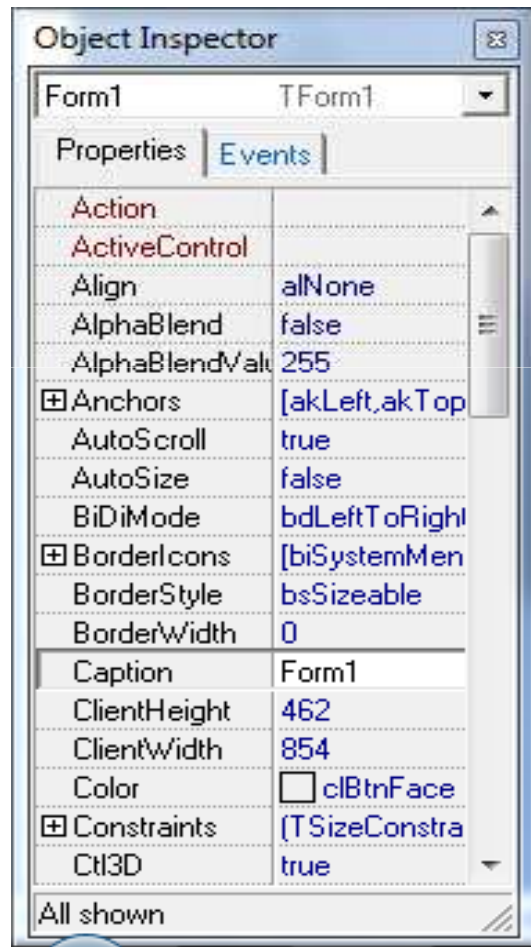 Object Inspector
Form1 TForm1
Properties Events
Action
ActiveControl
Align alNone
AlphaBlend false
AlphaBlendValu 255
Anchors [akLeft,akTop
AutoScroll true
AutoSize false
BiDiMode bdLeftToRight
BorderIcons [biSystemMen
BorderStyle bsSizeable
BorderWidth 0
Caption Form1
ClientHeight 462
ClientWidth 854
Color clBtnFace
Constraints (TSizeConstra
Ctl3D true
All shown